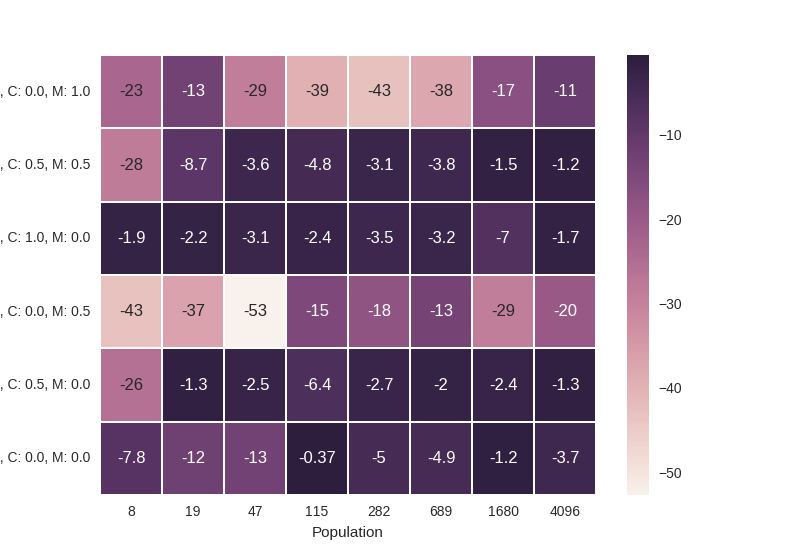 , C: 0.0, M: 1.0 -23 -13 -29 -39 -43 -38 -17 -11
, C: 0.5, M: 0.5 -28 -8.7 -3.6 -4.8 -3.1 -3.8 -1.5 -1.2
, C: 1.0, M: 0.0 -1.9 -2.2 -3.1 -2.4 -3.5 -3.2 -7 -1.7
, C: 0.0, M: 0.5 -43 -37 -53 -15 -18 -13 -29 -20
, C: 0.5, M: 0.0 -26 -1.3 -2.5 -6.4 -2.7 -2 -2.4 -1.3
, C: 0.0, M: 0.0 -7.8 -12 -13 -0.37 -5 -4.9 -1.2 -3.7
8 19 47 115 282 689 1680 4096
Population
−10
−20
−30
−40
−50